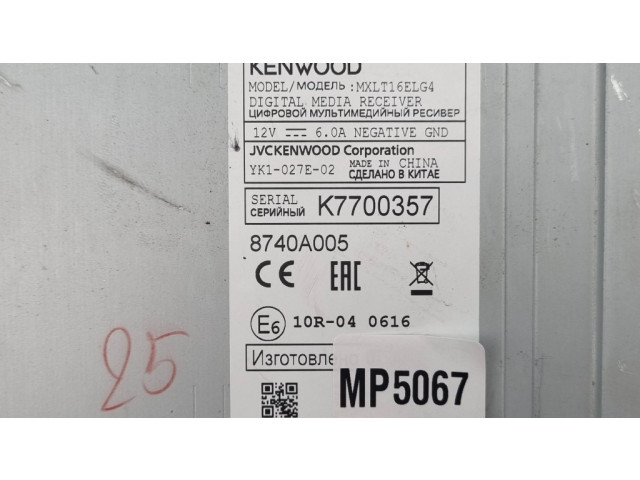 KENWOOD
MODEL/МОДЕЛЬ:MXLT16ELG4
DIGITAL MEDIA RECEIVER
ЦИФРОВОЙ МУЛЬТИМЕДИЙНЫЙ РЕСИВЕР
12V ⎓ 6.0A NEGATIVE GND
JVCKENWOOD Corporation
YK1-027E-02 MADE IN CHINA
СДЕЛАНО В КИТАЕ
SERIAL
СЕРИЙНЫЙ K7700357
8740A005
CE EAC
E6 10R-04 0616
Изготовлено
MP5067
25